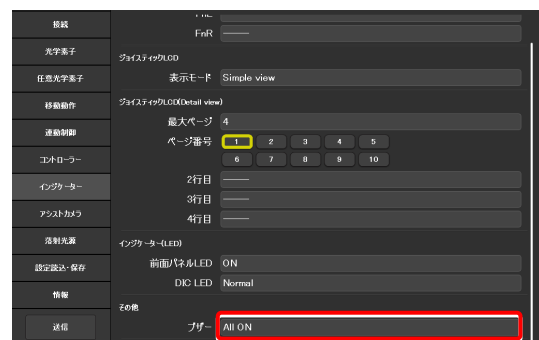 接続
光学素子
任意光学素子
移動動作
連動制御
コントローラー
インジケーター
アシストカメラ
落射光源
設定読込・保存
情報
送信
FnR ——
ジョイスティックLCD
表示モード Simple view
ジョイスティックLCD(Detail view)
最大ページ 4
ページ番号 1 2 3 4 5
6 7 8 9 10
2行目 ——
3行目 ——
4行目 ——
インジケーター(LED)
前面パネルLED ON
DIC LED Normal
その他
ブザー All ON